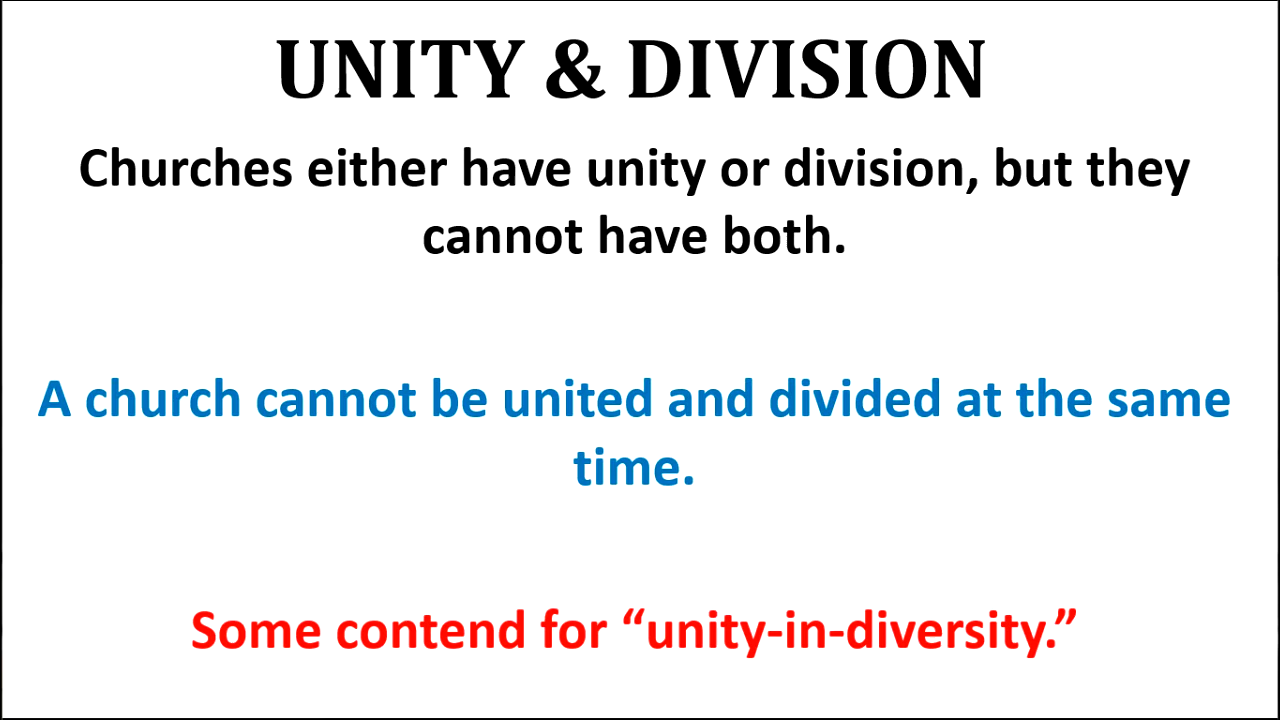 UNITY & DIVISION
Churches either have unity or division, but they
cannot have both.
A church cannot be united and divided at the same
time.
Some contend for “unity-in-diversity.”